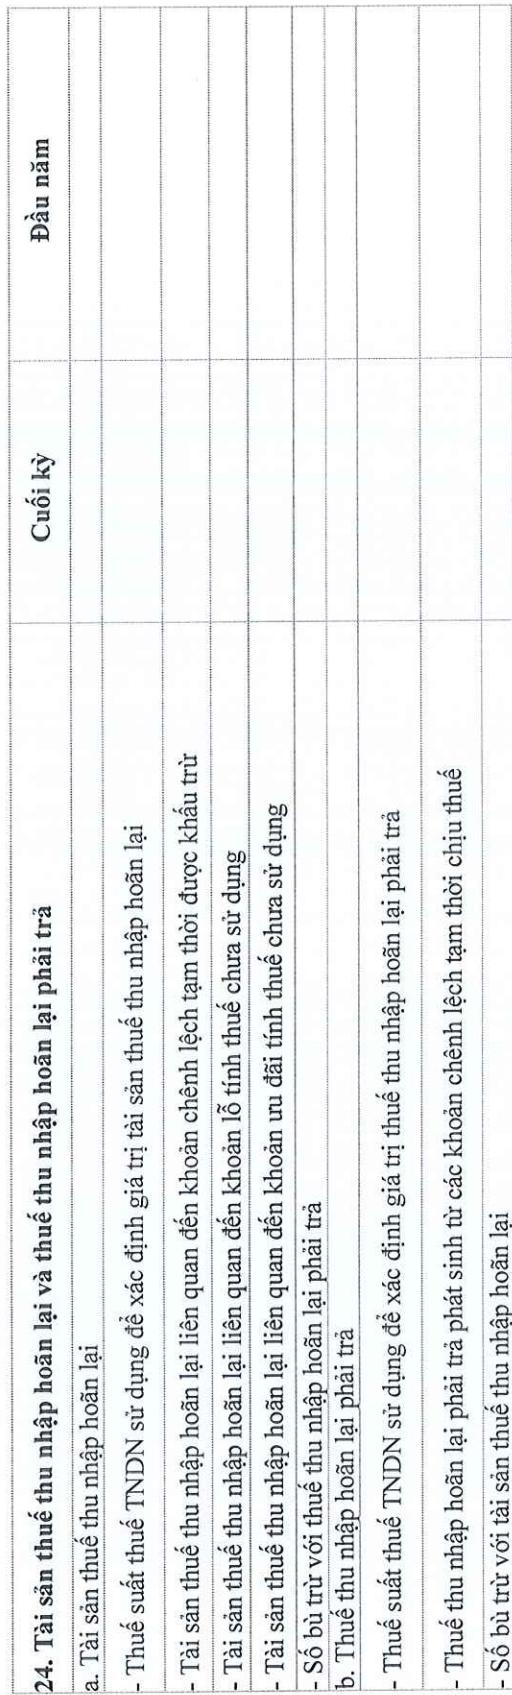 24. Tài sản thuế thu nhập hoãn lại và thuế thu nhập hoãn lại phải trả Cuối kỳ Đầu năm
a. Tài sản thuế thu nhập hoãn lại
- Thuế suất thuế TNDN sử dụng để xác định giá trị tài sản thuế thu nhập hoãn lại
- Tài sản thuế thu nhập hoãn lại liên quan đến khoản chênh lệch tạm thời được khấu trừ
- Tài sản thuế thu nhập hoãn lại liên quan đến khoản lỗ tính thuế chưa sử dụng
- Tài sản thuế thu nhập hoãn lại liên quan đến khoản ưu đãi tính thuế chưa sử dụng
- Số bù trừ với thuế thu nhập hoãn lại phải trả
b. Thuế thu nhập hoãn lại phải trả
- Thuế suất thuế TNDN sử dụng để xác định giá trị thuế thu nhập hoãn lại phải trả
- Thuế thu nhập hoãn lại phải trả phát sinh từ các khoản chênh lệch tạm thời chịu thuế
- Số bù trừ với tài sản thuế thu nhập hoãn lại